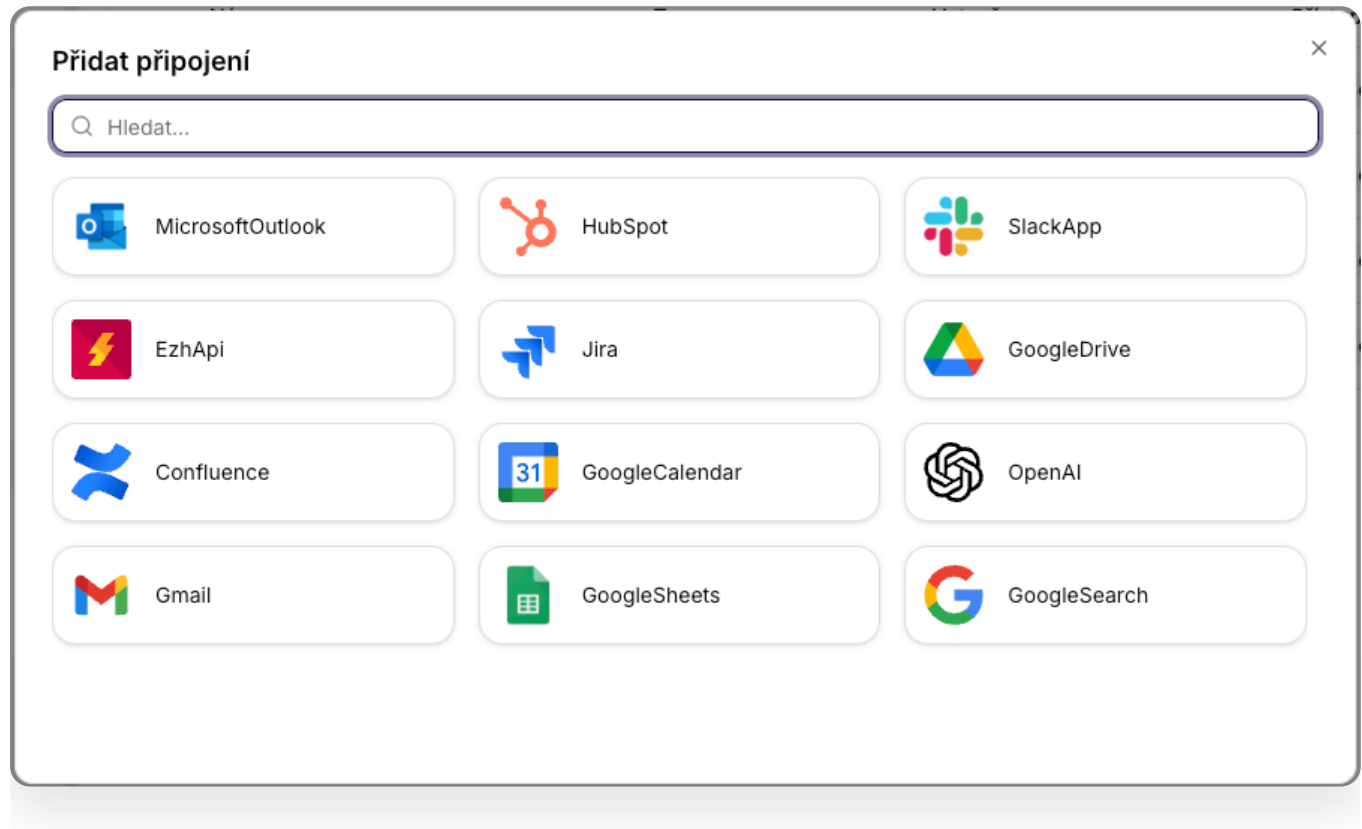 Přidat připojení
Hledat...
MicrosoftOutlook
HubSpot
SlackApp
EzhApi
Jira
GoogleDrive
Confluence
31
GoogleCalendar
OpenAI
Gmail
GoogleSheets
GoogleSearch